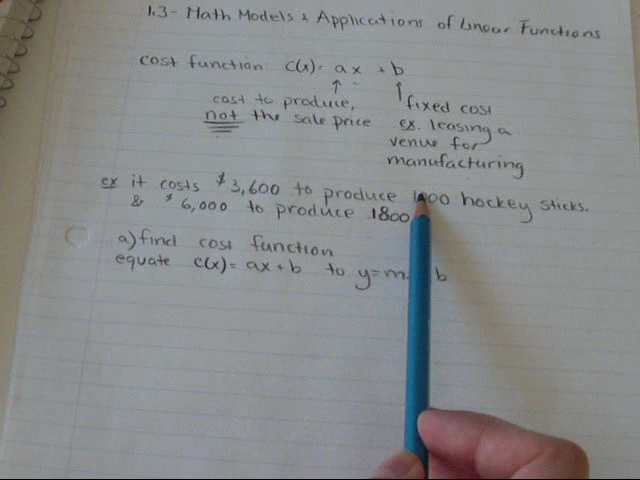 1.3 - Math Models & Applications of Linear Functions
cost function c(x) = ax + b
cost to produce,
not the sale price
fixed cost
ex. leasing a
venue for
manufacturing
ex it costs $3,600 to produce 1000 hockey sticks.
& $6,000 to produce 1800
a) find cost function
equate c(x) = ax + b to y = m b